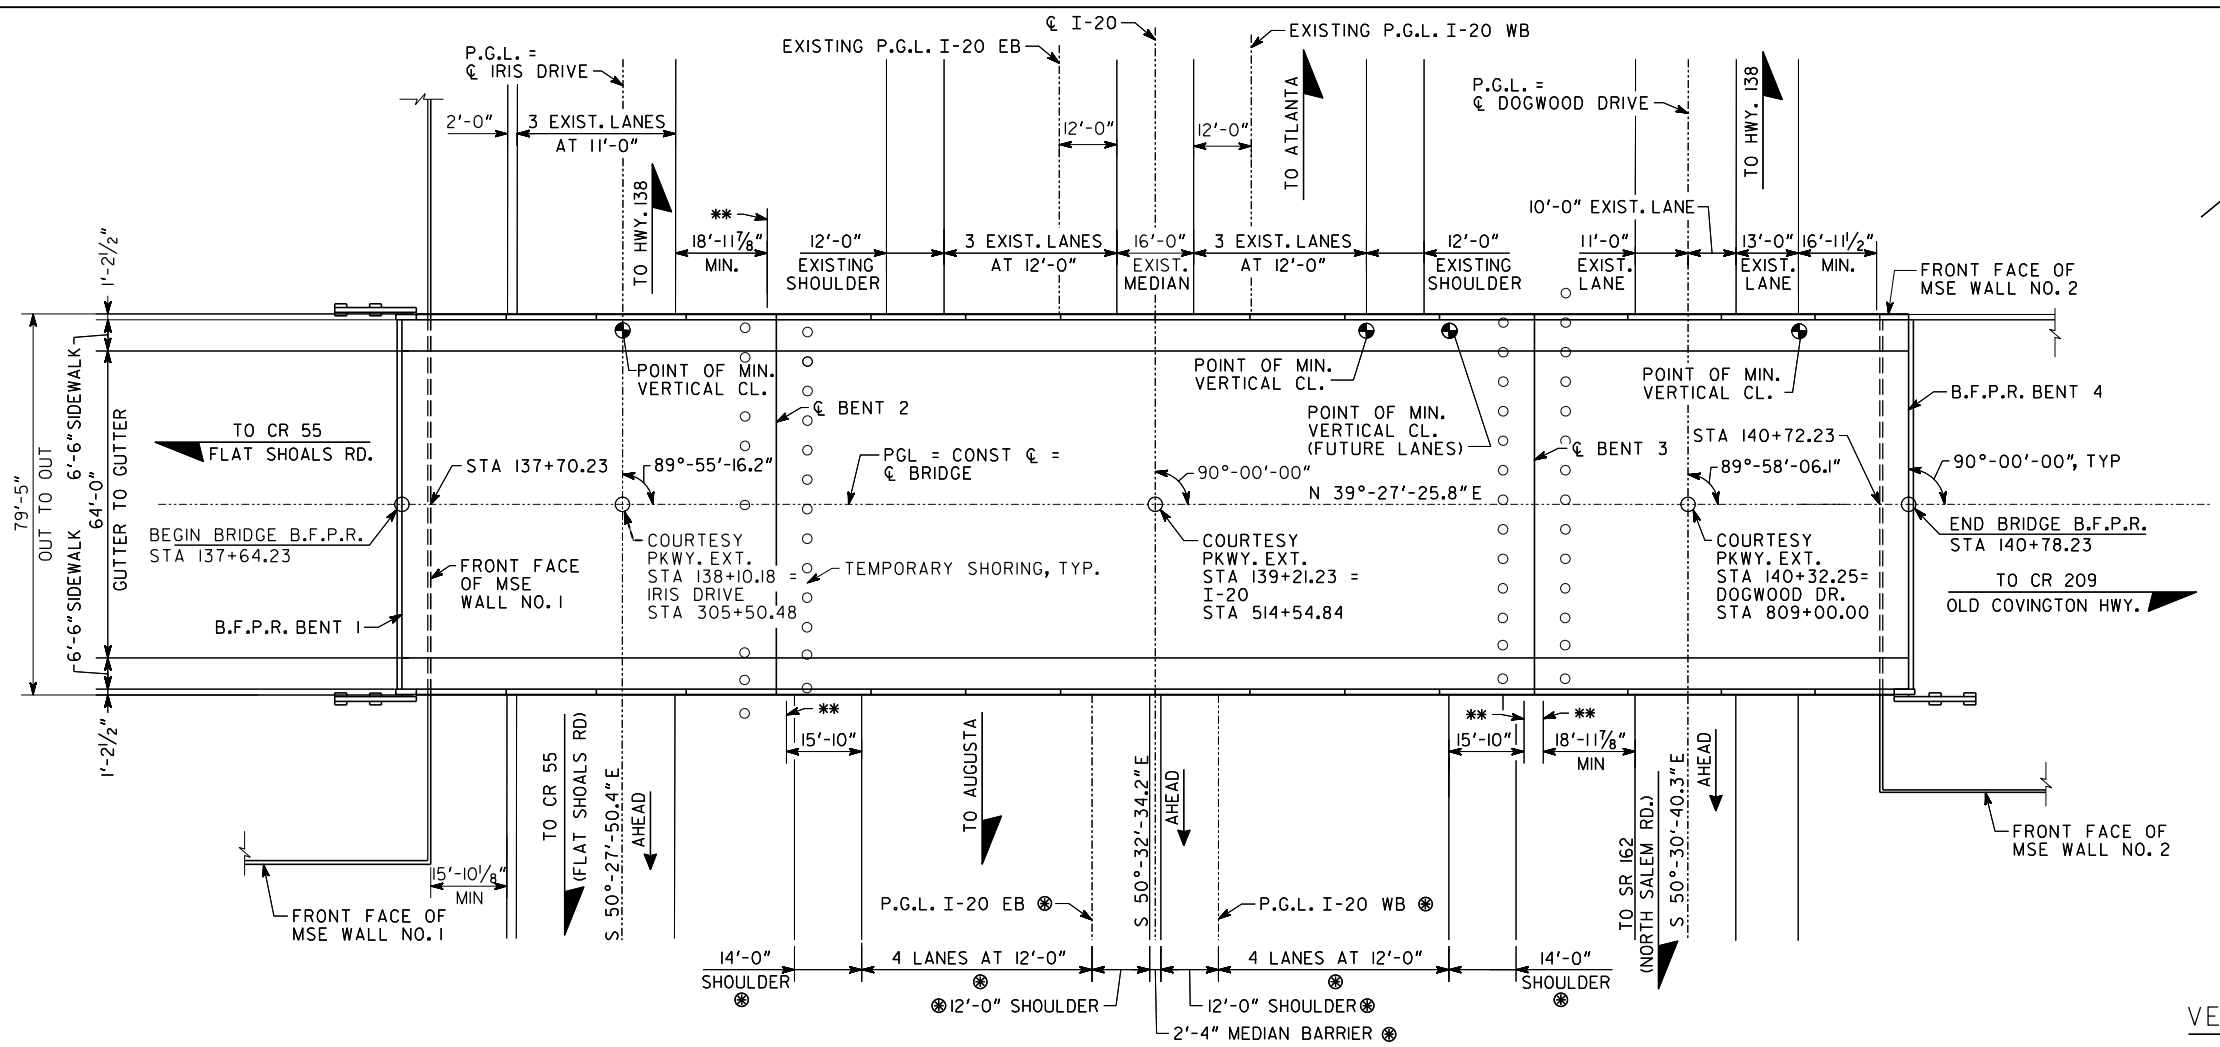 ℄ I-20
EXISTING P.G.L. I-20 EB
EXISTING P.G.L. I-20 WB
P.G.L. =
℄ IRIS DRIVE
P.G.L. =
℄ DOGWOOD DRIVE
2'-0"
3 EXIST. LANES
AT 11'-0"
12'-0"
12'-0"
TO ATLANTA
TO HWY. 138
TO HWY. 138
**
18'-11⅞"
MIN.
12'-0"
EXISTING
SHOULDER
3 EXIST. LANES
AT 12'-0"
16'-0"
EXIST.
MEDIAN
3 EXIST. LANES
AT 12'-0"
12'-0"
EXISTING
SHOULDER
10'-0" EXIST. LANE
11'-0"
EXIST.
LANE
13'-0"
EXIST.
LANE
16'-11½"
MIN.
FRONT FACE OF
MSE WALL NO. 2
1'-2½"
6'-6" SIDEWALK
79'-5"
OUT TO OUT
64'-0"
GUTTER TO GUTTER
6'-6" SIDEWALK
1'-2½"
POINT OF MIN.
VERTICAL CL.
POINT OF MIN.
VERTICAL CL.
POINT OF MIN.
VERTICAL CL.
(FUTURE LANES)
POINT OF MIN.
VERTICAL CL.
B.F.P.R. BENT 4
℄ BENT 2
℄ BENT 3
TO CR 55
FLAT SHOALS RD.
STA 137+70.23
89°-55'-16.2"
PGL = CONST ℄ =
℄ BRIDGE
90°-00'-00"
N 39°-27'-25.8" E
STA 140+72.23
89°-58'-06.1"
90°-00'-00", TYP
BEGIN BRIDGE B.F.P.R.
STA 137+64.23
FRONT FACE
OF MSE
WALL NO. 1
COURTESY
PKWY. EXT.
STA 138+10.18 =
IRIS DRIVE
STA 305+50.48
TEMPORARY SHORING, TYP.
COURTESY
PKWY. EXT.
STA 139+21.23 =
I-20
STA 514+54.84
COURTESY
PKWY. EXT.
STA 140+32.25=
DOGWOOD DR.
STA 809+00.00
END BRIDGE B.F.P.R.
STA 140+78.23
TO CR 209
OLD COVINGTON HWY.
B.F.P.R. BENT 1
**
15'-10"
**
15'-10"
**
18'-11⅞"
MIN
TO CR 55
(FLAT SHOALS RD)
S 50°-27'-50.4" E
AHEAD
TO AUGUSTA
S 50°-32'-34.2" E
AHEAD
TO SR 162
(NORTH SALEM RD.)
S 50°-30'-40.3" E
AHEAD
FRONT FACE OF
MSE WALL NO. 2
15'-10⅛"
MIN
FRONT FACE OF
MSE WALL NO. 1
P.G.L. I-20 EB ⊛
P.G.L. I-20 WB ⊛
14'-0"
SHOULDER
⊛
4 LANES AT 12'-0"
⊛
4 LANES AT 12'-0"
⊛
14'-0"
SHOULDER
⊛
⊛ 12'-0" SHOULDER
12'-0" SHOULDER ⊛
2'-4" MEDIAN BARRIER ⊛
VE